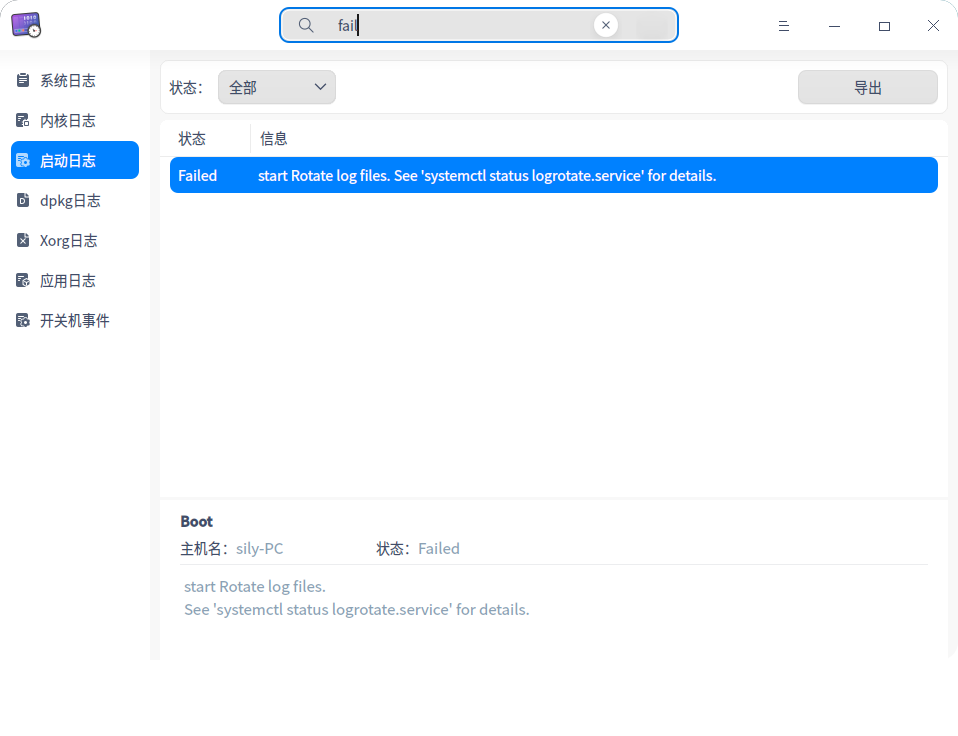 fail
系统日志
内核日志
启动日志
dpkg日志
Xorg日志
应用日志
开关机事件
状态： 全部 导出
状态 信息
Failed start Rotate log files. See 'systemctl status logrotate.service' for details.
Boot
主机名： sily-PC 状态： Failed
start Rotate log files.
See 'systemctl status logrotate.service' for details.